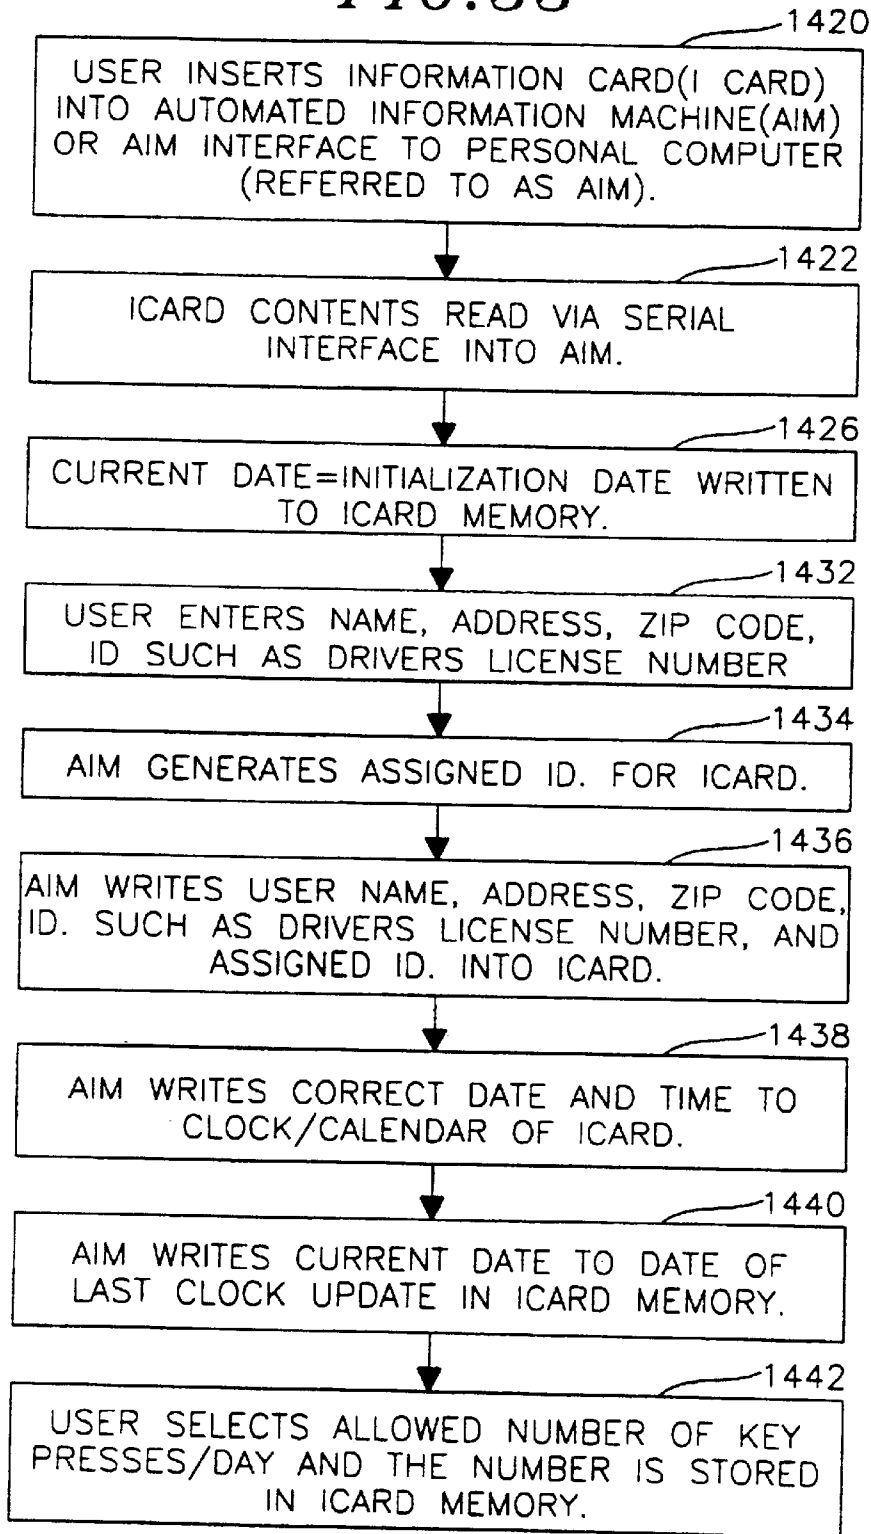 1420
USER INSERTS INFORMATION CARD(I CARD)
INTO AUTOMATED INFORMATION MACHINE(AIM)
OR AIM INTERFACE TO PERSONAL COMPUTER
(REFERRED TO AS AIM).
1422
ICARD CONTENTS READ VIA SERIAL
INTERFACE INTO AIM.
1426
CURRENT DATE=INITIALIZATION DATE WRITTEN
TO ICARD MEMORY.
1432
USER ENTERS NAME, ADDRESS, ZIP CODE,
ID SUCH AS DRIVERS LICENSE NUMBER
1434
AIM GENERATES ASSIGNED ID. FOR ICARD.
1436
AIM WRITES USER NAME, ADDRESS, ZIP CODE,
ID. SUCH AS DRIVERS LICENSE NUMBER, AND
ASSIGNED ID. INTO ICARD.
1438
AIM WRITES CORRECT DATE AND TIME TO
CLOCK/CALENDAR OF ICARD.
1440
AIM WRITES CURRENT DATE TO DATE OF
LAST CLOCK UPDATE IN ICARD MEMORY.
1442
USER SELECTS ALLOWED NUMBER OF KEY
PRESSES/DAY AND THE NUMBER IS STORED
IN ICARD MEMORY.